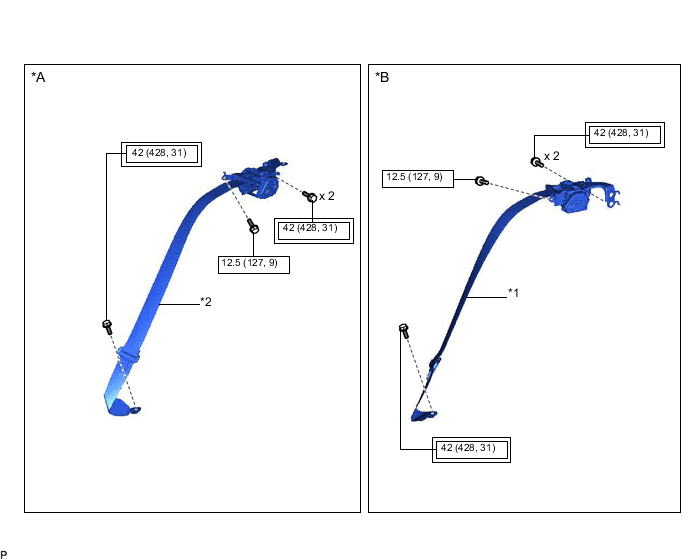 *A
42 (428, 31)
x 2
42 (428, 31)
12.5 (127, 9)
*2
*B
42 (428, 31)
x 2
12.5 (127, 9)
*1
42 (428, 31)
P